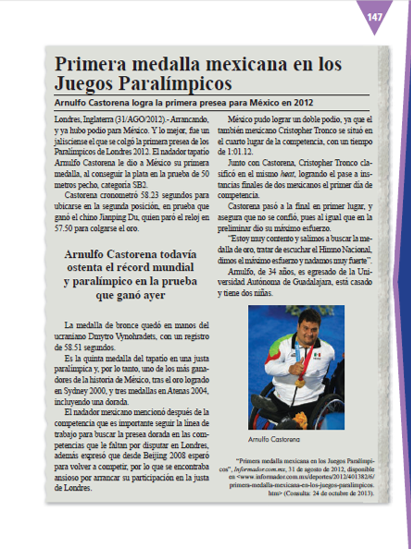 147
Primera medalla mexicana en los
Juegos Paralímpicos
Arnulfo Castorena logra la primera presea para México en 2012
Londres, Inglaterra (31/AGO/2012).- Arrancando,
y ya hubo podio para México. Y lo mejor, fue un
jalisciense el que se colgó la primera presea de los
Paralímpicos de Londres 2012. El nadador tapatío
Arnulfo Castorena le dio a México su primera
medalla, al conseguir la plata en la prueba de 50
metros pecho, categoría SB2.
Castorena cronometró 58.23 segundos para
ubicarse en la segunda posición, en prueba que
ganó el chino Jianping Du, quien paró el reloj en
57.50 para colgarse el oro.
Arnulfo Castorena todavía
ostenta el récord mundial
y paralímpico en la prueba
que ganó ayer
La medalla de bronce quedó en manos del
ucraniano Dmytro Vynohradets, con un registro
de 58.51 segundos.
Es la quinta medalla del tapatío en una justa
paralímpica y, por lo tanto, uno de los más gana-
dores de la historia de México, tras el oro logrado
en Sydney 2000, y tres medallas en Atenas 2004,
incluyendo una dorada.
El nadador mexicano mencionó después de la
competencia que es importante seguir la línea de
trabajo para buscar la presea dorada en las com-
petencias que le faltan por disputar en Londres,
además expresó que desde Beijing 2008 esperó
para volver a competir, por lo que se encontraba
ansioso por arrancar su participación en la justa
de Londres.
México pudo lograr un doble podio, ya que el
también mexicano Cristopher Tronco se situó en
el cuarto lugar de la competencia, con un tiempo
de 1:01.12.
Junto con Castorena, Cristopher Tronco cla-
sificó en el mismo heat, logrando el pase a ins-
tancias finales de dos mexicanos el primer día de
competencia.
Castorena pasó a la final en primer lugar, y
asegura que no se confió, pues al igual que en la
preliminar dio su máximo esfuerzo.
"Estoy muy contento y salimos a buscar la me-
dalla de oro, tratar de escuchar el Himno Nacional,
dimos el máximo esfuerzo y nadamos muy fuerte".
Arnulfo, de 34 años, es egresado de la Uni-
versidad Autónoma de Guadalajara, está casado
y tiene dos niñas.
Arnulfo Castorena
"Primera medalla mexicana en los Juegos Paralímpi-
cos", Informador.com.mx, 31 de agosto de 2012, disponible
en <www.informador.com.mx/deportes/2012/401382/6/
primera-medalla-mexicana-en-los-juegos-paralimpicos.
htm> (Consulta: 24 de octubre de 2013).